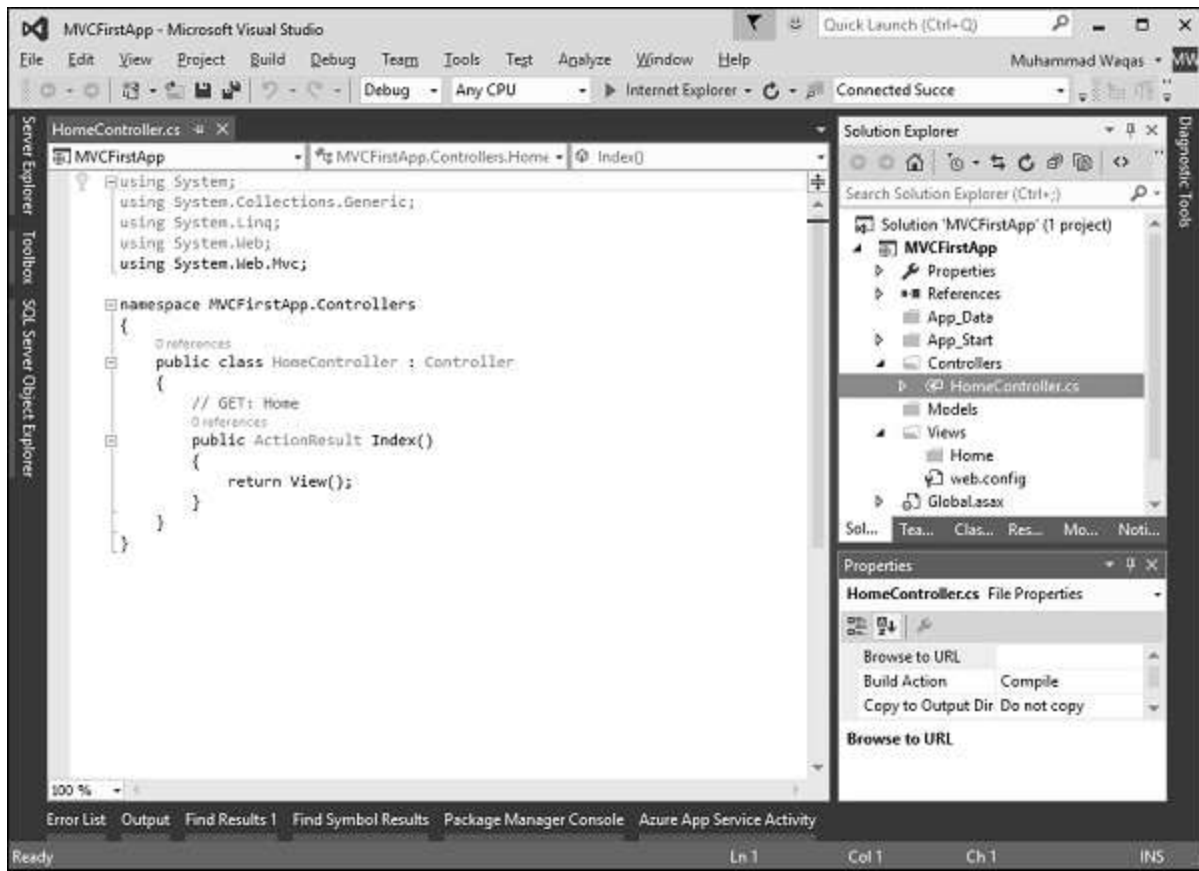 MVCFirstApp - Microsoft Visual Studio
Quick Launch (Ctrl+Q)
File Edit View Project Build Debug Team Tools Test Analyze Window Help
Muhammad Waqas
MW
Debug Any CPU Internet Explorer Connected Succe
Server Explorer
Toolbox
SQL Server Object Explorer
HomeController.cs
MVCFirstApp MVCFirstApp.Controllers.Home Index()
using System;
using System.Collections.Generic;
using System.Linq;
using System.Web;
using System.Web.Mvc;
namespace MVCFirstApp.Controllers
{
0 references
public class HomeController : Controller
{
// GET: Home
0 references
public ActionResult Index()
{
return View();
}
}
}
100 %
Solution Explorer
Search Solution Explorer (Ctrl+;)
Solution 'MVCFirstApp' (1 project)
MVCFirstApp
Properties
References
App_Data
App_Start
Controllers
HomeController.cs
Models
Views
Home
web.config
Global.asax
Sol... Tea... Clas... Res... Mo... Noti...
Properties
HomeController.cs File Properties
Browse to URL
Build Action Compile
Copy to Output Dir Do not copy
Browse to URL
Diagnostic Tools
Error List Output Find Results 1 Find Symbol Results Package Manager Console Azure App Service Activity
Ready Ln 1 Col 1 Ch 1 INS